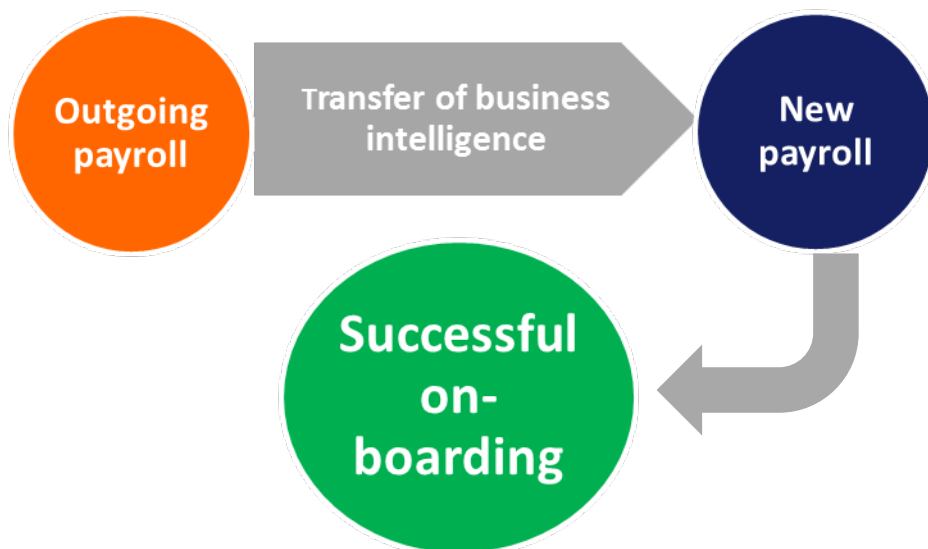 Outgoing
payroll
Transfer of business
intelligence
New
payroll
Successful
on-
boarding